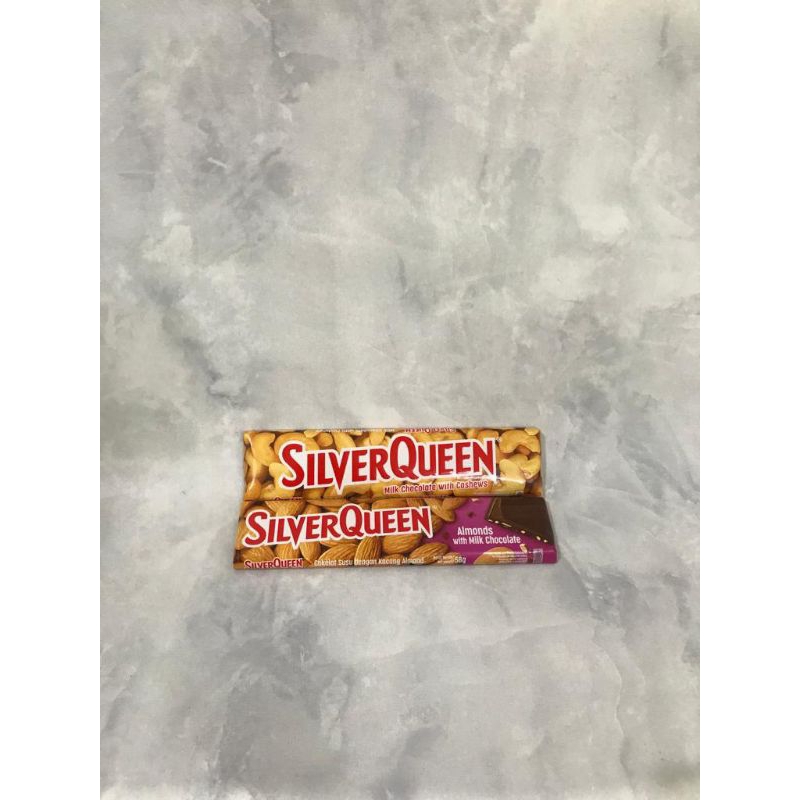 SILVERQUEEN
Milk Chocolate with Cashews
SILVERQUEEN
Almonds
with Milk Chocolate
SILVERQUEEN
Cokelat Susu Dengan Kacang Almond
58g